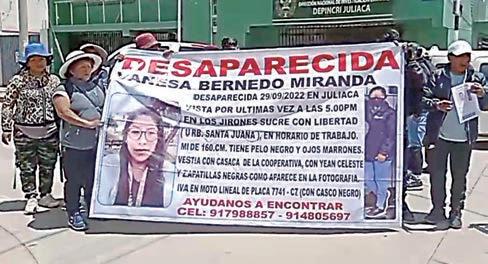 DIRECCIÓN NACIONAL DE INVESTIGACIÓN
DEPINCRI JULIACA
DESAPARECIDA
VANESA BERNEDO MIRANDA
DESAPARECIDA 29/09/2022 EN JULIACA
VISTA POR ULTIMAS VEZ A LAS 5.00PM
EN LOS JIRONES SUCRE CON LIBERTAD
( URB. SANTA JUANA ), EN HORARIO DE TRABAJO.
MIDE 160CM. TIENE PELO NEGRO Y OJOS MARRONES.
VESTIA CON CASACA DE LA COOPERATIVA, CON YEAN CELESTE
Y ZAPATILLAS NEGRAS COMO APARECE EN LA FOTOGRAFIA.
IVA EN MOTO LINEAL DE PLACA 7741 - CZ (CON CASCO NEGRO)
AYUDANOS A ENCONTRAR
CEL: 917988857 - 914805697